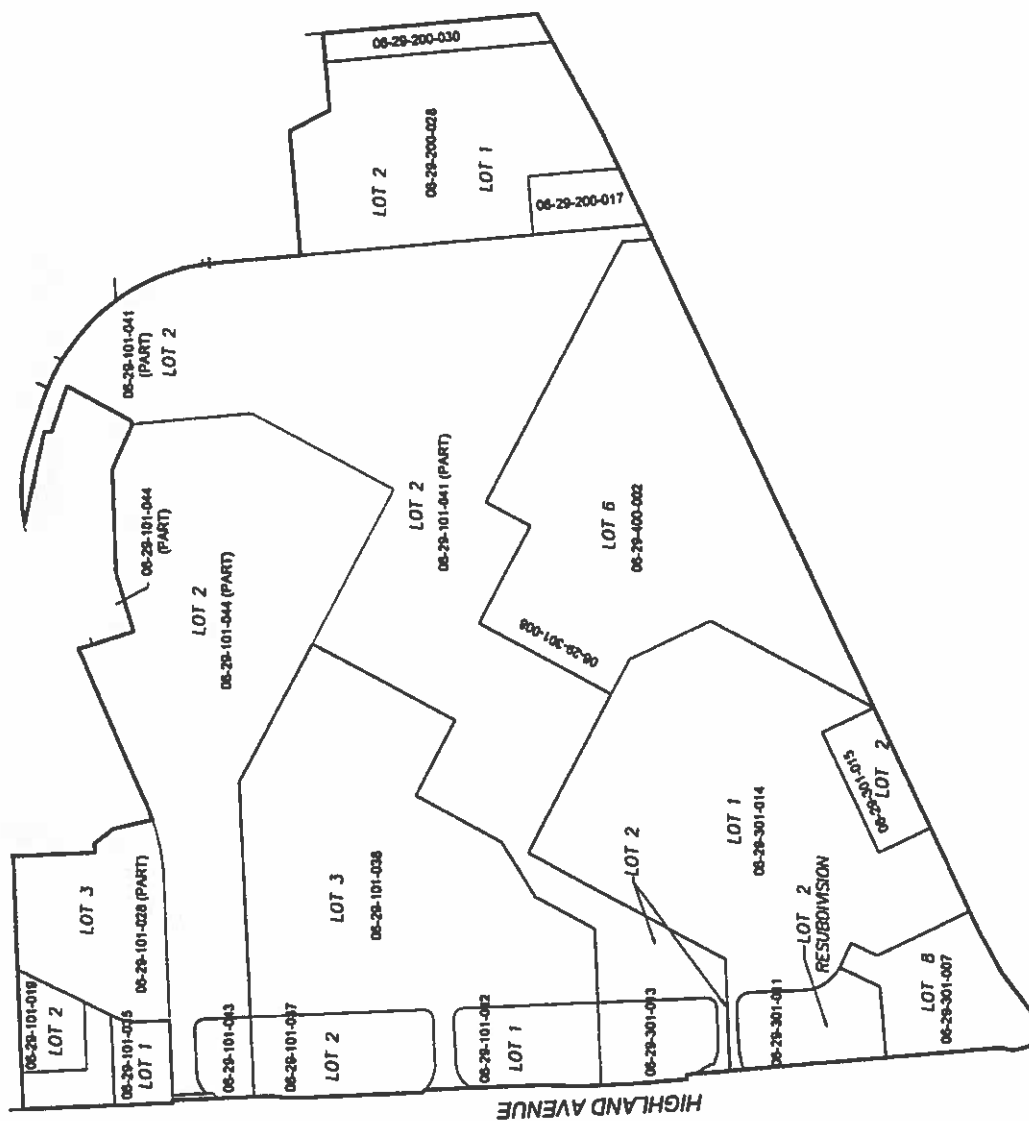 06-29-200-030
LOT 2
06-29-200-028
LOT 1
06-29-200-017
06-29-101-041
(PART)
LOT 2
06-29-101-044
(PART)
LOT 2
06-29-101-044 (PART)
LOT 2
06-29-101-041 (PART)
LOT 6
06-29-400-002
06-29-301-008
LOT 3
06-29-101-028 (PART)
06-29-101-019
LOT 2
06-29-101-035
LOT 1
LOT 3
06-29-101-036
LOT 2
LOT 1
06-29-301-014
06-29-301-015
LOT 2
06-29-101-043
06-29-101-037
LOT 2
06-29-101-042
LOT 1
06-29-301-013
06-29-301-011
LOT 2
RESUBDIVISION
LOT 8
06-29-301-007
HIGHLAND AVENUE